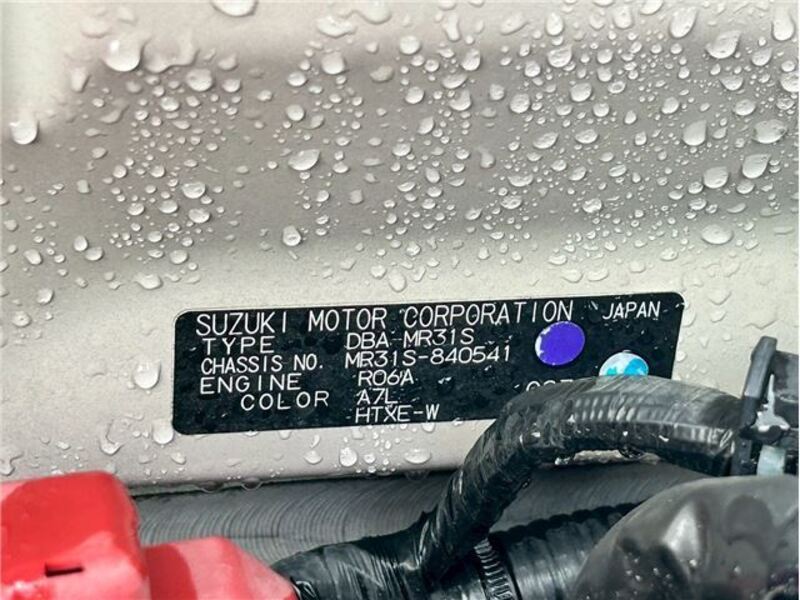 SUZUKI MOTOR CORPORATION JAPAN
TYPE DBA-MR31S
CHASSIS NO. MR31S-840541
ENGINE R06A
COLOR A7L
HTXE-W